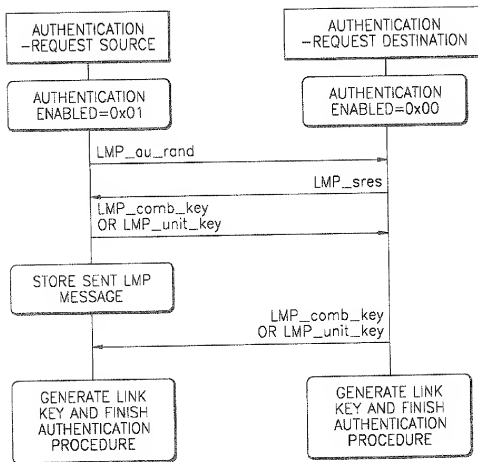 AUTHENTICATION
-REQUEST SOURCE
AUTHENTICATION
-REQUEST DESTINATION
AUTHENTICATION
ENABLED=0x01
AUTHENTICATION
ENABLED=0x00
LMP_au_rand
LMP_sres
LMP_comb_key
OR LMP_unit_key
STORE SENT LMP
MESSAGE
LMP_comb_key
OR LMP_unit_key
GENERATE LINK
KEY AND FINISH
AUTHENTICATION
PROCEDURE
GENERATE LINK
KEY AND FINISH
AUTHENTICATION
PROCEDURE